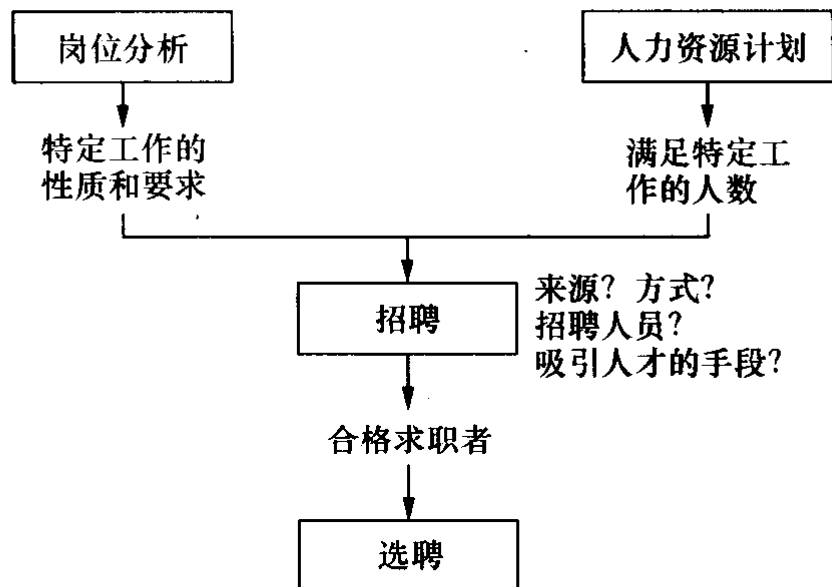 岗位分析
人力资源计划
特定工作的
性质和要求
满足特定工
作的人数
招聘
来源？方式？
招聘人员？
吸引人才的手段？
合格求职者
选聘